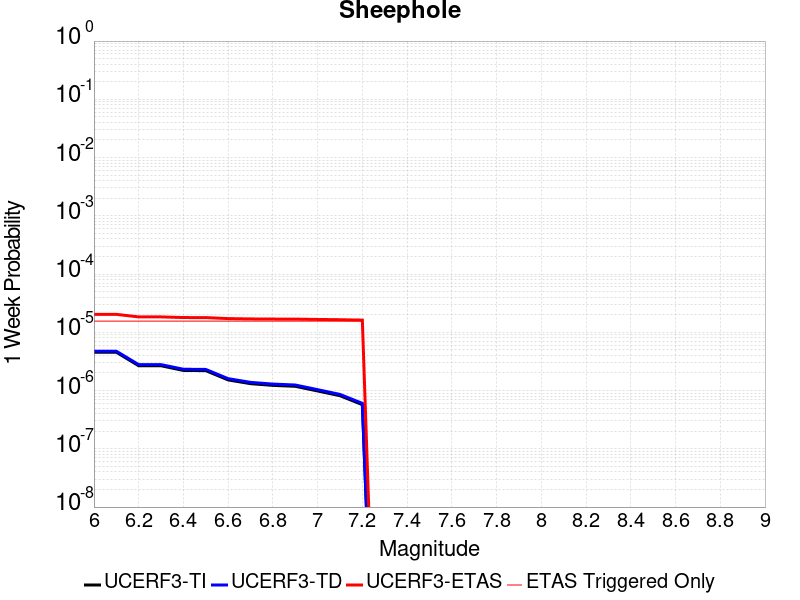 Sheephole
10^0
10^-1
10^-2
10^-3
10^-4
10^-5
10^-6
10^-7
10^-8
1 Week Probability
6 6.2 6.4 6.6 6.8 7 7.2 7.4 7.6 7.8 8 8.2 8.4 8.6 8.8 9
Magnitude
UCERF3-TI UCERF3-TD UCERF3-ETAS ETAS Triggered Only